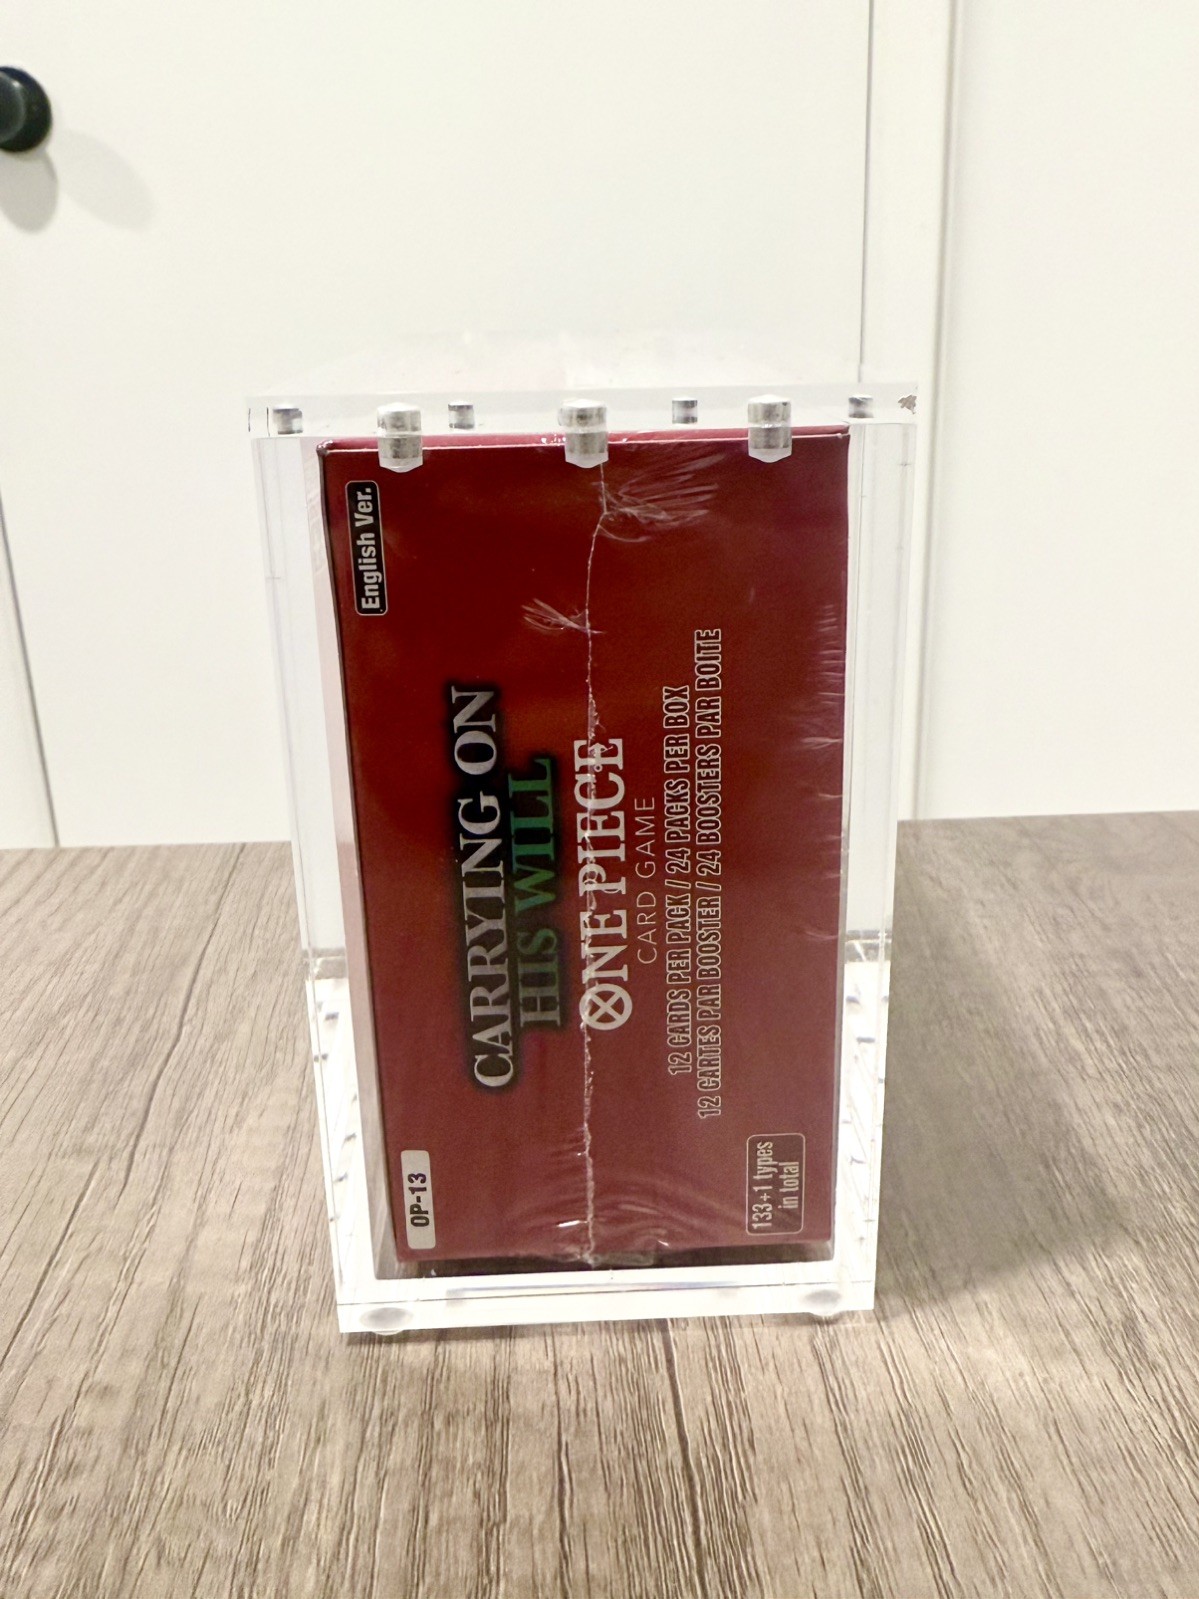 English Ver.
OP-13
CARRYING ON
HIS WILL
ONE PIECE
CARD GAME
12 CARDS PER PACK / 24 PACKS PER BOX
12 CARTES PAR BOOSTER / 24 BOOSTERS PAR BOITE
133+1 types
in total